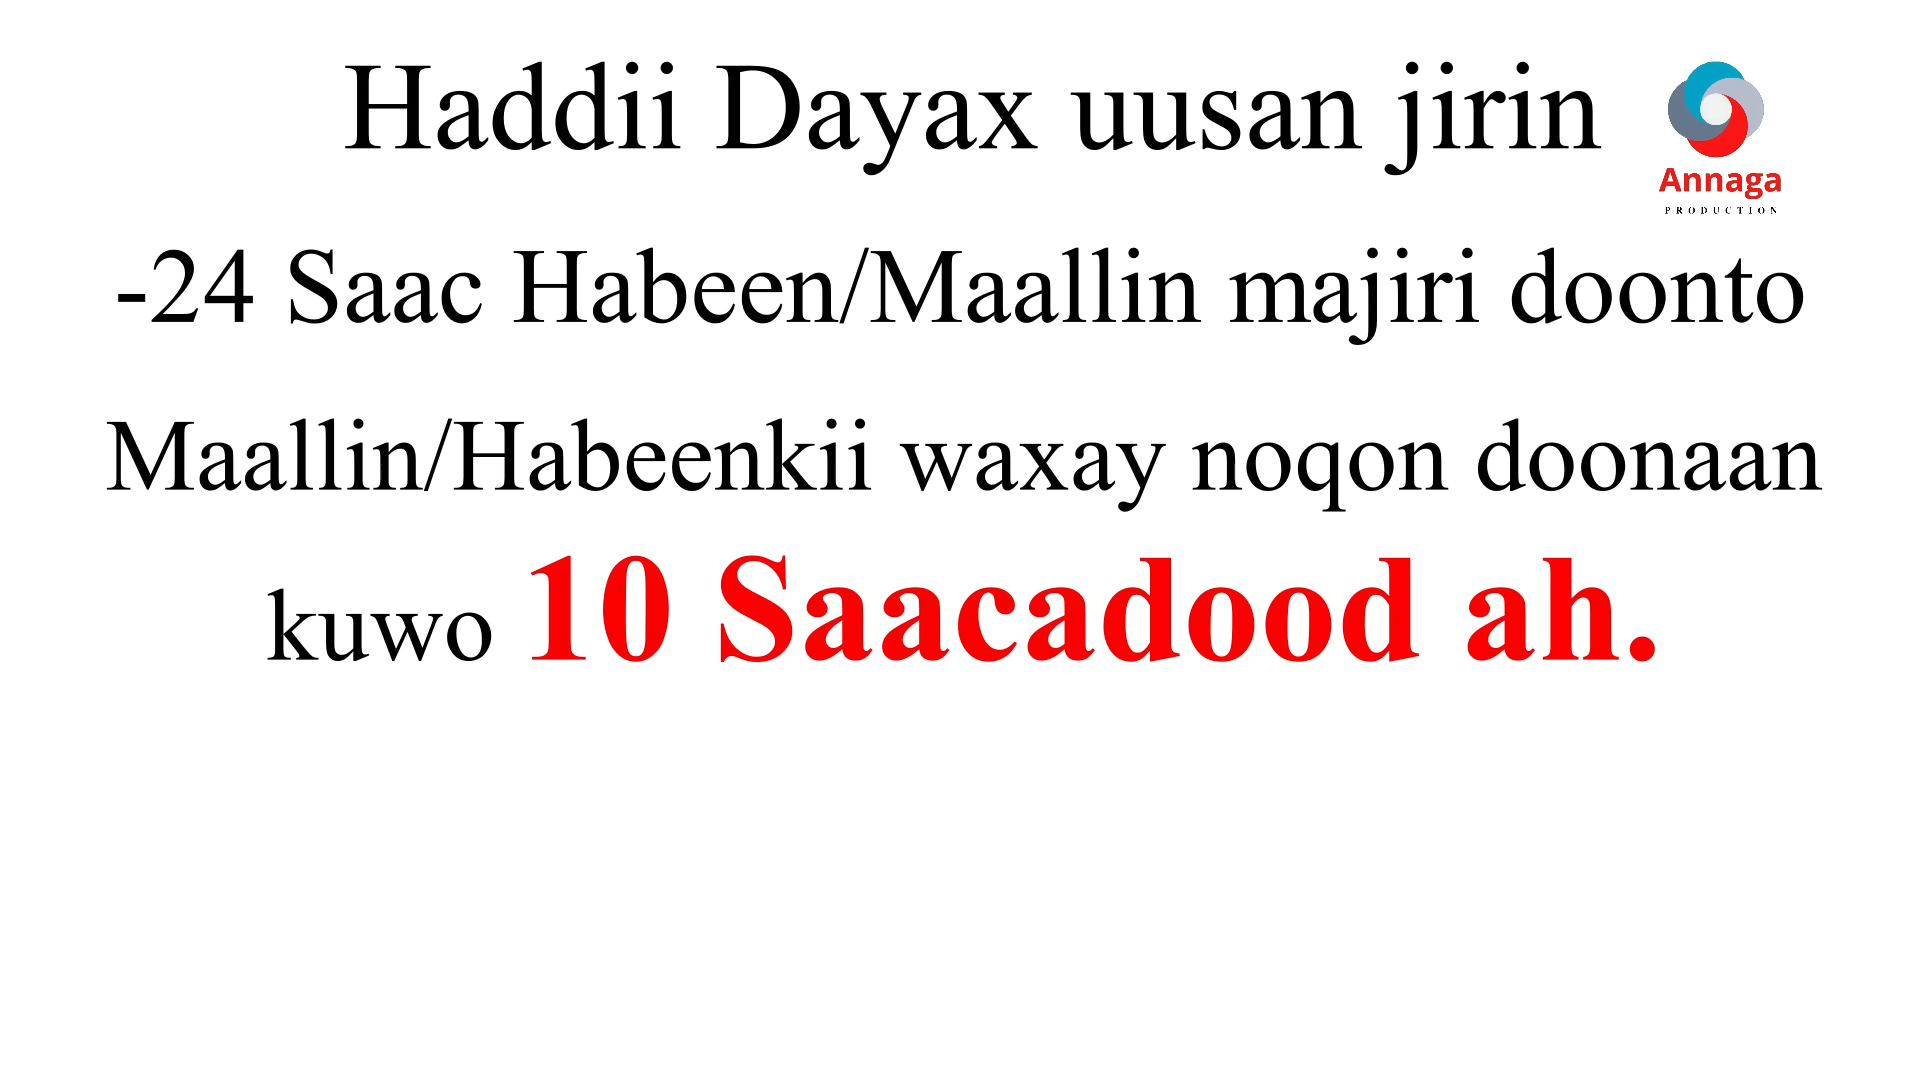 Haddii Dayax uusan jirin
Annaga
PRODUCTION
-24 Saac Habeen/Maallin majiri doonto
Maallin/Habeenkii waxay noqon doonaan
kuwo 10 Saacadood ah.